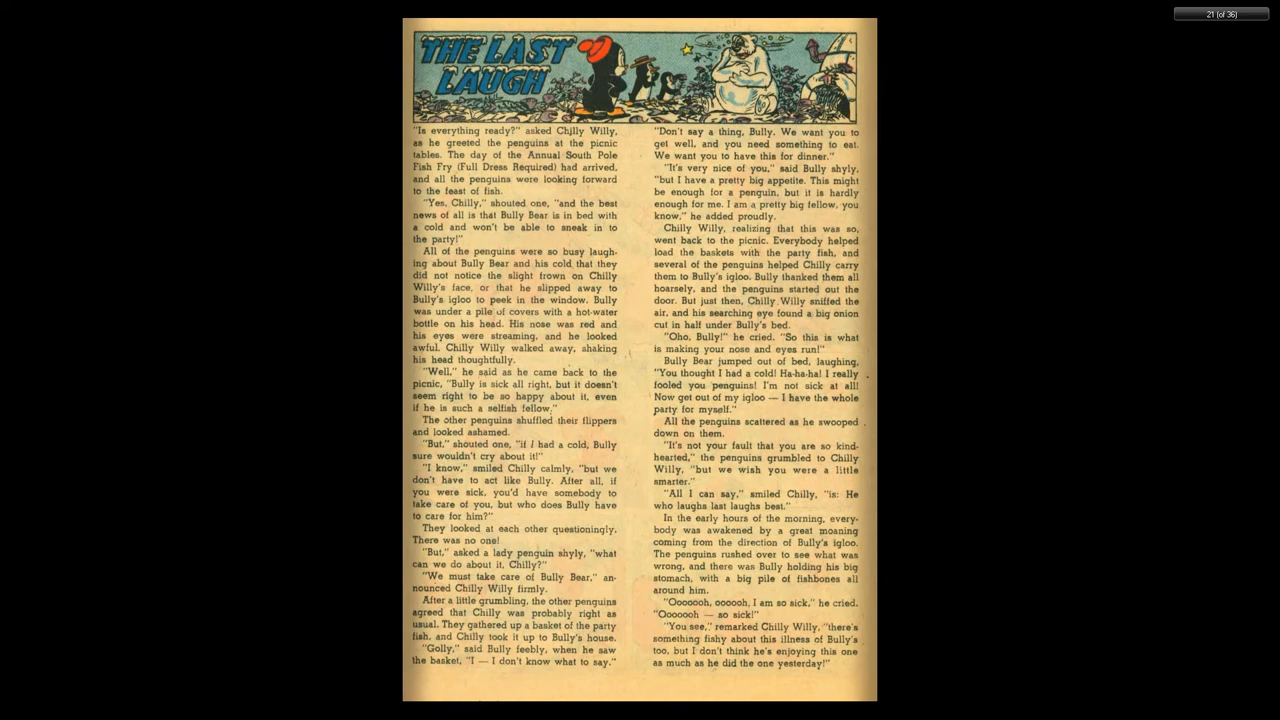 21 (of 36)
THE LAST
LAUGH
"Is everything ready?" asked Chilly Willy,
as he greeted the penguins at the picnic
tables. The day of the Annual South Pole
Fish Fry (Full Dress Required) had arrived,
and all the penguins were looking forward
to the feast of fish.
"Yes, Chilly," shouted one, "and the best
news of all is that Bully Bear is in bed with
a cold and won't be able to sneak in to
the party!"
All of the penguins were so busy laugh-
ing about Bully Bear and his cold that they
did not notice the slight frown on Chilly
Willy's face, or that he slipped away to
Bully's igloo to peek in the window. Bully
was under a pile of covers with a hot-water
bottle on his head. His nose was red and
his eyes were streaming, and he looked
awful. Chilly Willy walked away, shaking
his head thoughtfully.
"Well," he said as he came back to the
picnic, "Bully is sick all right, but it doesn't
seem right to be so happy about it, even
if he is such a selfish fellow."
The other penguins shuffled their flippers
and looked ashamed.
"But," shouted one, "if I had a cold, Bully
sure wouldn't cry about it!"
"I know," smiled Chilly calmly, "but we
don't have to act like Bully. After all, if
you were sick, you'd have somebody to
take care of you, but who does Bully have
to care for him?"
They looked at each other questioningly.
There was no one!
"But," asked a lady penguin shyly, "what
can we do about it, Chilly?"
"We must take care of Bully Bear," an-
nounced Chilly Willy firmly.
After a little grumbling, the other penguins
agreed that Chilly was probably right as
usual. They gathered up a basket of the party
fish, and Chilly took it up to Bully's house.
"Golly," said Bully feebly, when he saw
the basket, "I — I don't know what to say."
"Don't say a thing, Bully. We want you to
get well, and you need something to eat.
We want you to have this for dinner."
"It's very nice of you," said Bully shyly,
"but I have a pretty big appetite. This might
be enough for a penguin, but it is hardly
enough for me. I am a pretty big fellow, you
know," he added proudly.
Chilly Willy, realizing that this was so,
went back to the picnic. Everybody helped
load the baskets with the party fish, and
several of the penguins helped Chilly carry
them to Bully's igloo. Bully thanked them all
hoarsely, and the penguins started out the
door. But just then, Chilly Willy sniffed the
air, and his searching eye found a big onion
cut in half under Bully's bed.
"Oho, Bully!" he cried. "So this is what
is making your nose and eyes run!"
Bully Bear jumped out of bed, laughing,
"You thought I had a cold! Ha-ha-ha! I really
fooled you penguins! I'm not sick at all!
Now get out of my igloo — I have the whole
party for myself."
All the penguins scattered as he swooped
down on them.
"It's not your fault that you are so kind-
hearted," the penguins grumbled to Chilly
Willy, "but we wish you were a little
smarter."
"All I can say," smiled Chilly, "is: He
who laughs last laughs best."
In the early hours of the morning, every-
body was awakened by a great moaning
coming from the direction of Bully's igloo.
The penguins rushed over to see what was
wrong, and there was Bully holding his big
stomach, with a big pile of fishbones all
around him.
"Ooooooh, oooooh, I am so sick," he cried.
"Ooooooh — so sick!"
"You see," remarked Chilly Willy, "there's
something fishy about this illness of Bully's
too, but I don't think he's enjoying this one
as much as he did the one yesterday!"